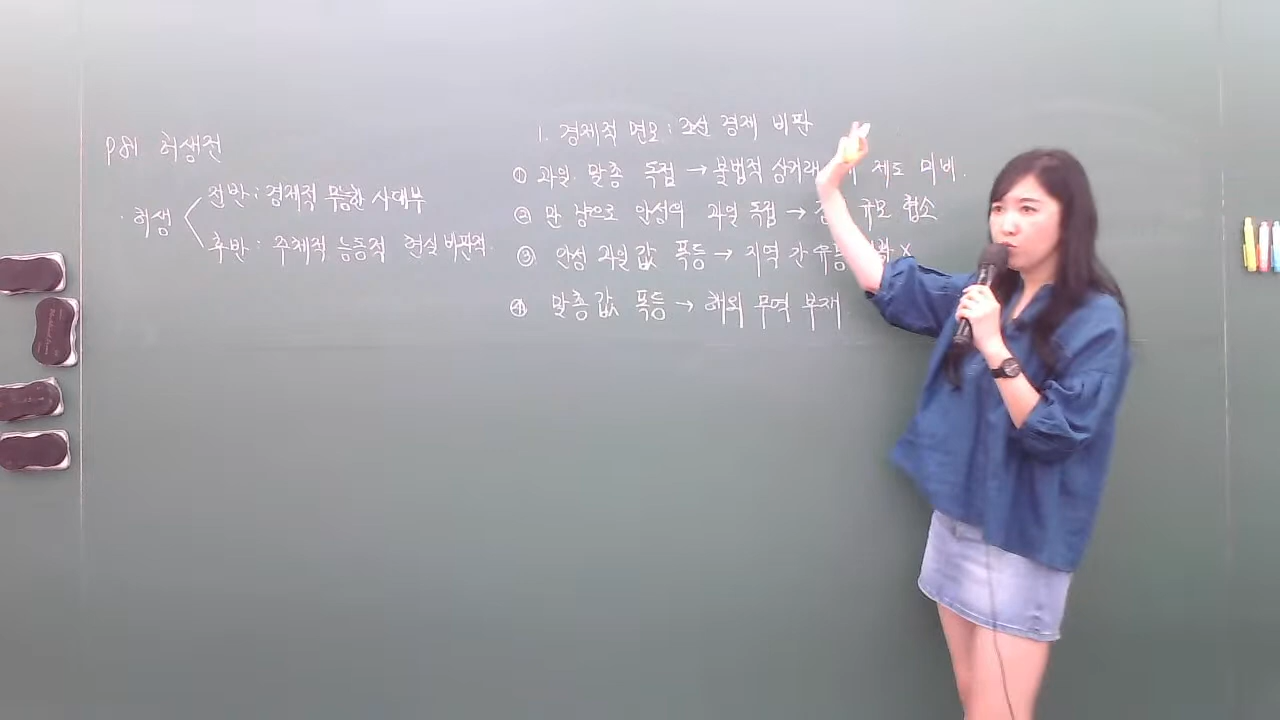 P81 허생전
· 허생
전반 : 경제적 무능한 사대부
후반 : 주체적 능동적 현실 비판적.
1. 경제적 면모 : 조선 경제 비판
① 과일. 말총 독점 → 불법적 상거래 제도 미비.
② 만 냥으로 안성의 과일 독점 → 규모 협소
③ 안성 과일값 폭등 → 지역 간 유통 X
④ 말총값 폭등 → 해외 무역 부재